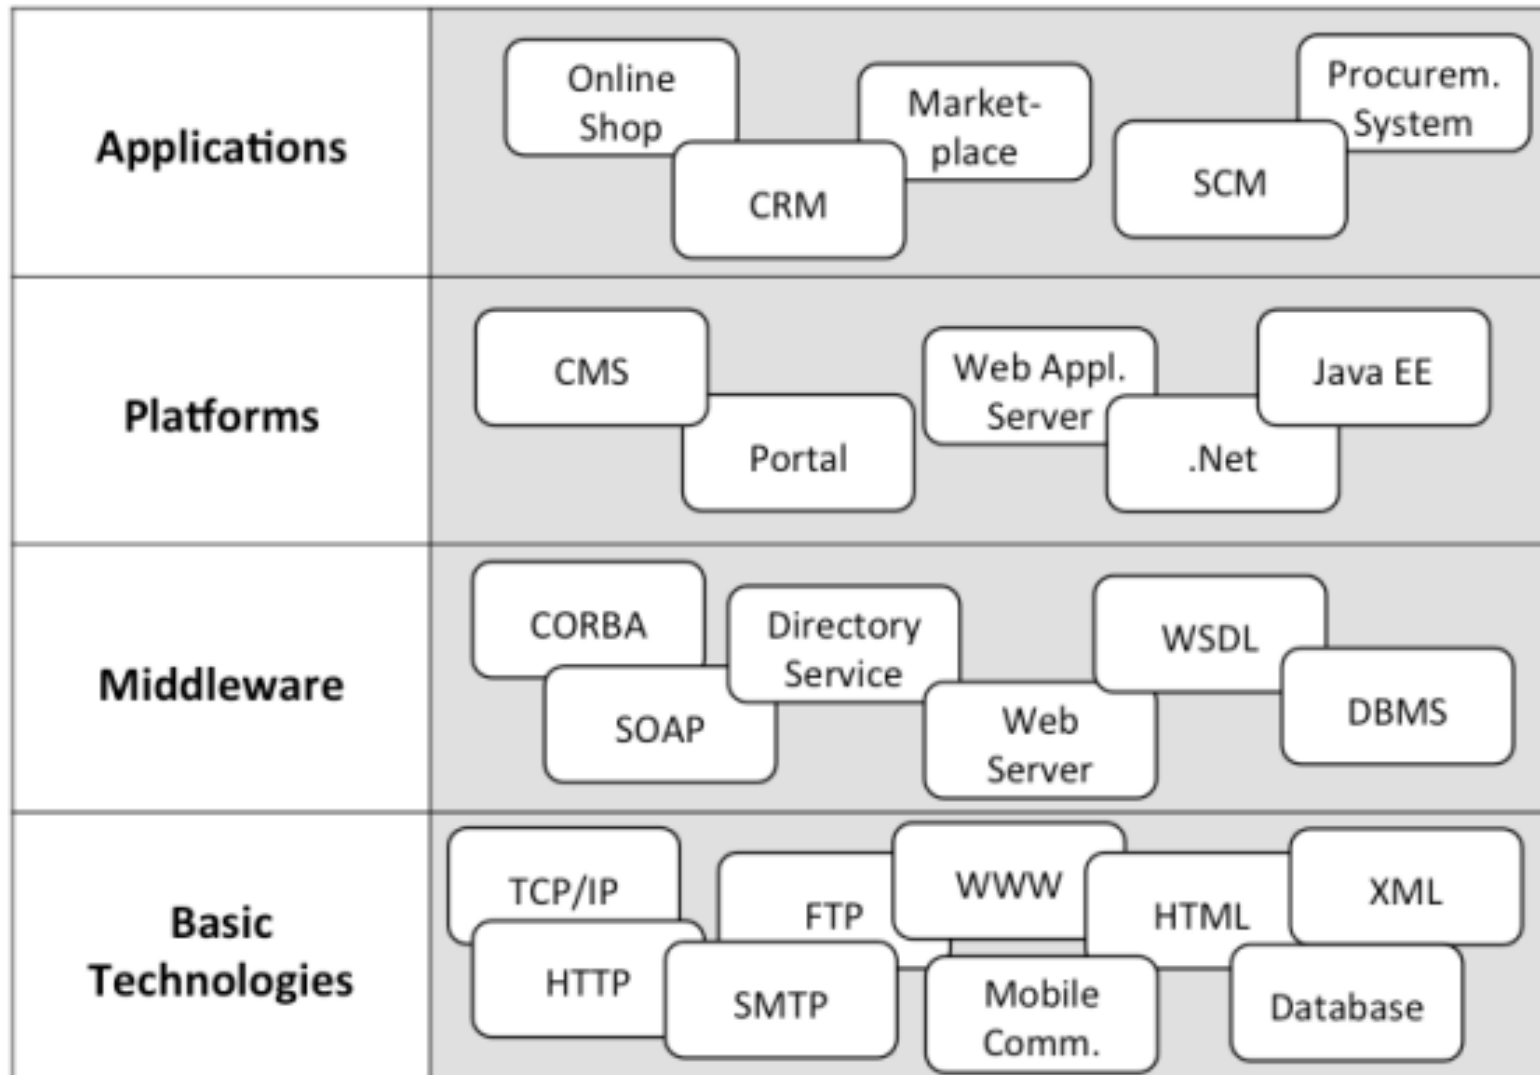 Applications
Online
Shop
CRM
Market-
place
SCM
Procurem.
System
Platforms
CMS
Portal
Web Appl.
Server
.Net
Java EE
Middleware
CORBA
SOAP
Directory
Service
Web
Server
WSDL
DBMS
Basic
Technologies
TCP/IP
HTTP
FTP
SMTP
WWW
Mobile
Comm.
HTML
XML
Database